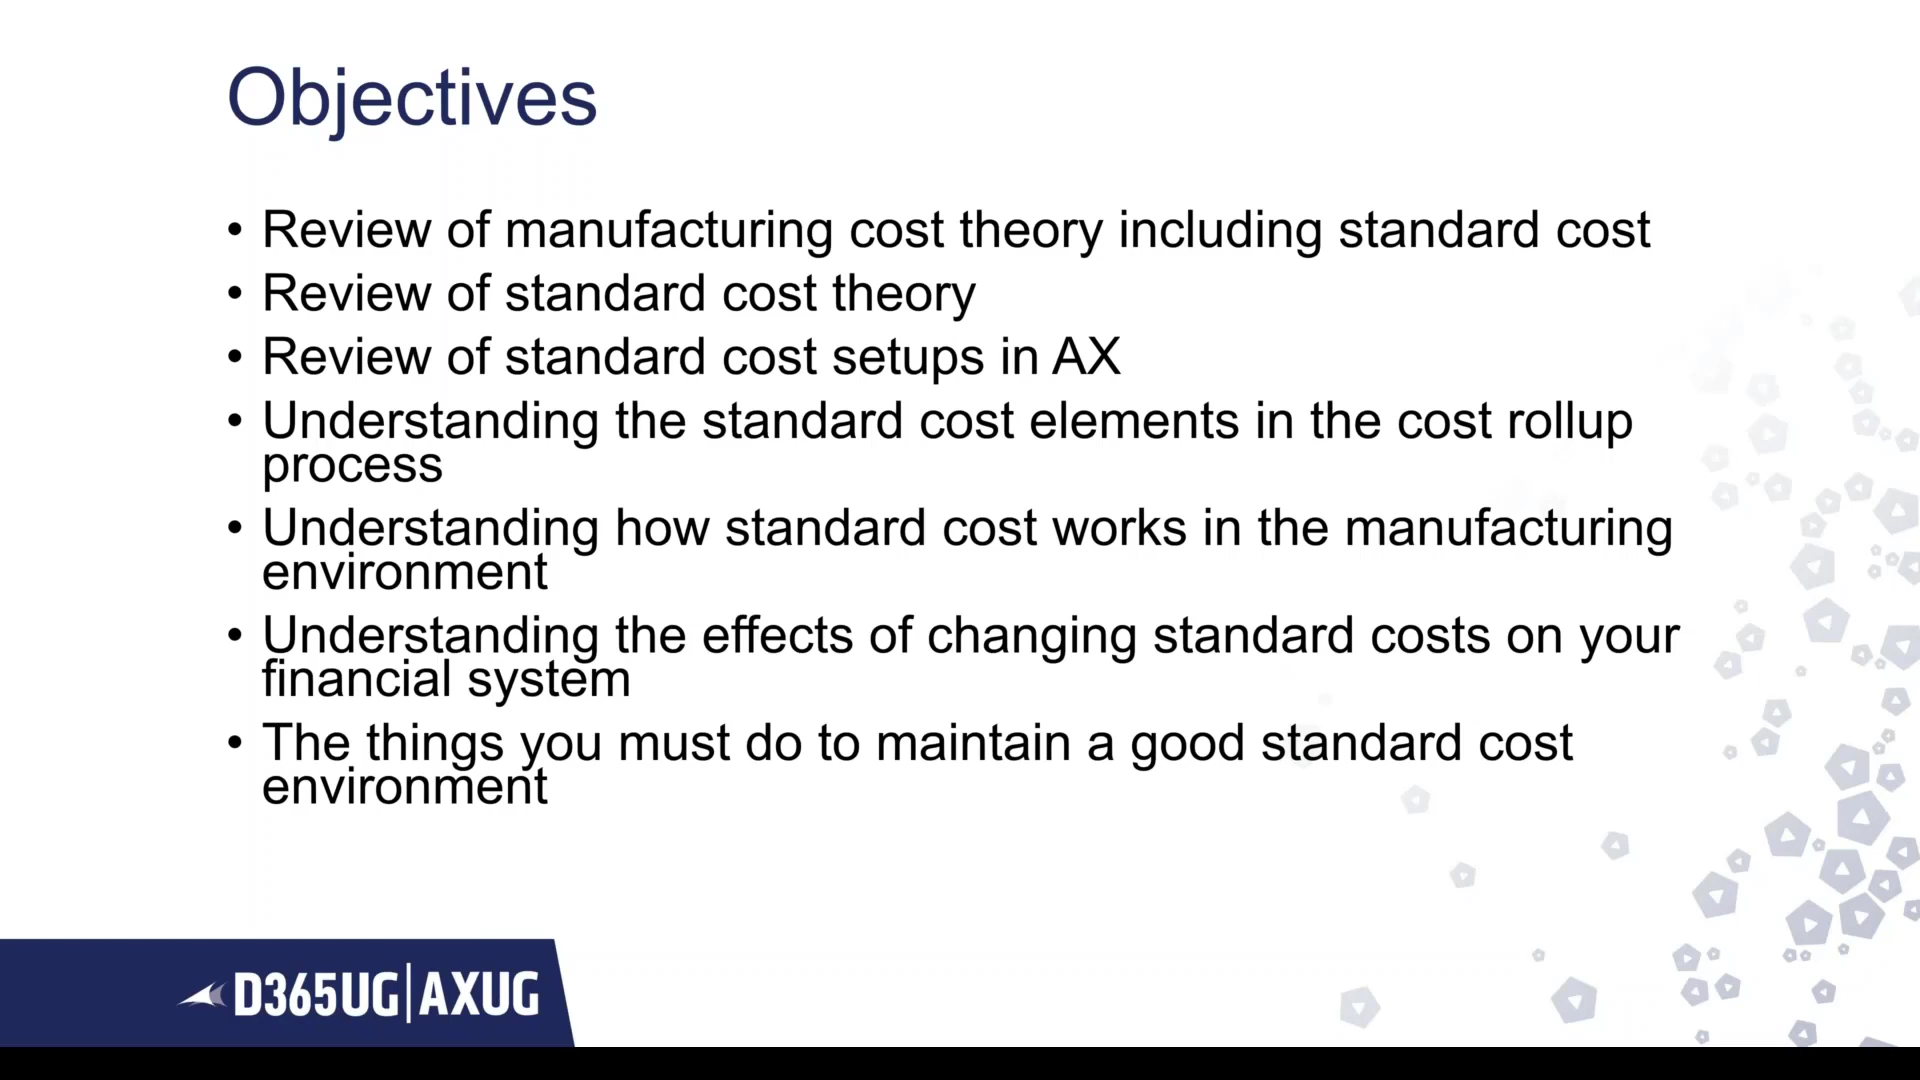 Objectives
• Review of manufacturing cost theory including standard cost
• Review of standard cost theory
• Review of standard cost setups in AX
• Understanding the standard cost elements in the cost rollup
process
• Understanding how standard cost works in the manufacturing
environment
• Understanding the effects of changing standard costs on your
financial system
• The things you must do to maintain a good standard cost
environment
D365UG|AXUG